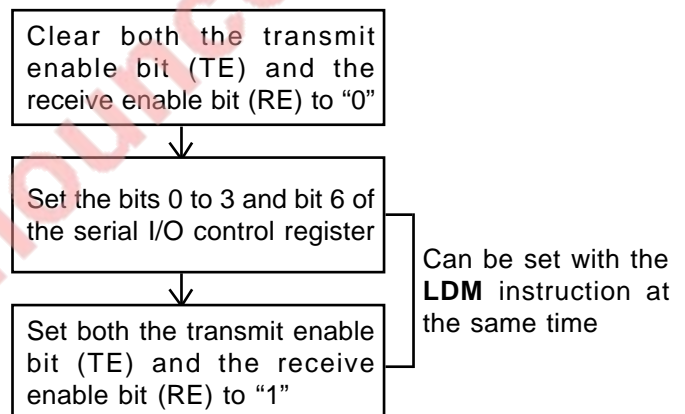 Clear both the transmit
enable bit (TE) and the
receive enable bit (RE) to “0”
Set the bits 0 to 3 and bit 6 of
the serial I/O control register
Can be set with the
LDM instruction at
the same time
Set both the transmit enable
bit (TE) and the receive
enable bit (RE) to “1”